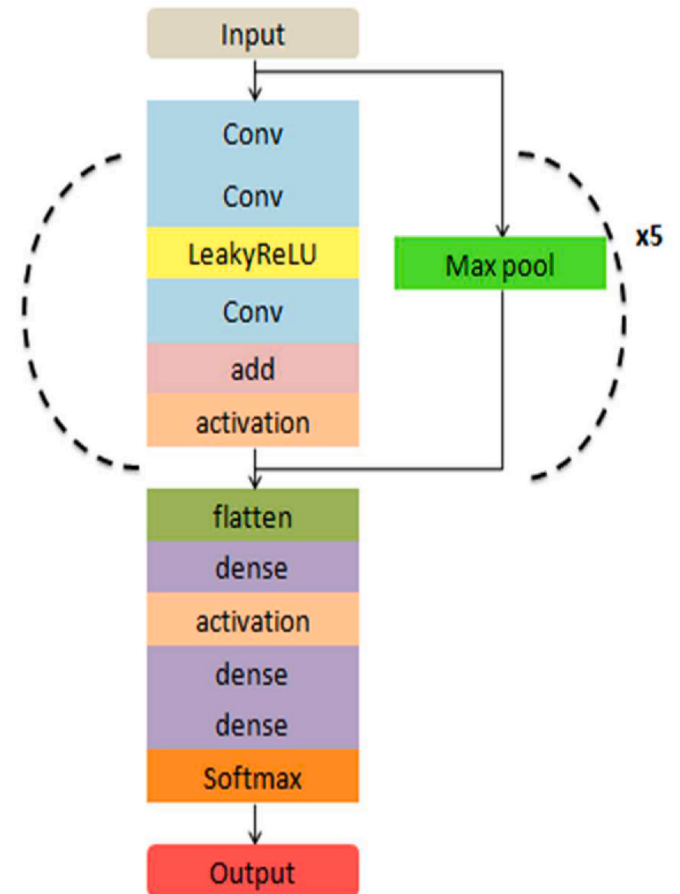 Input
Conv
Conv
LeakyReLU
Conv
add
activation
Max pool
x5
flatten
dense
activation
dense
dense
Softmax
Output